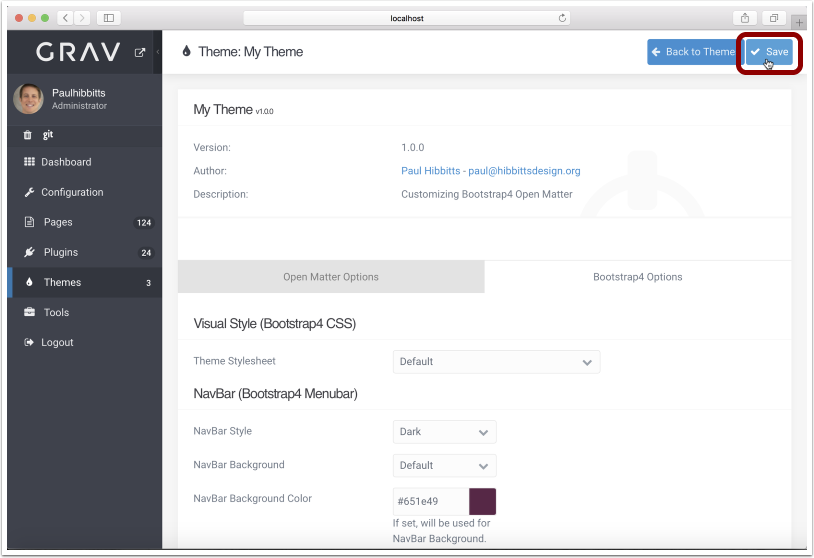 localhost
GRAV
Theme: My Theme
Back to Theme
Save
Paulhibbitts
Administrator
git
Dashboard
Configuration
Pages 124
Plugins 24
Themes 3
Tools
Logout
My Theme v1.0.0
Version: 1.0.0
Author: Paul Hibbitts - paul@hibbittsdesign.org
Description: Customizing Bootstrap4 Open Matter
Open Matter Options
Bootstrap4 Options
Visual Style (Bootstrap4 CSS)
Theme Stylesheet Default
NavBar (Bootstrap4 Menubar)
NavBar Style Dark
NavBar Background Default
NavBar Background Color #651e49
If set, will be used for
NavBar Background.